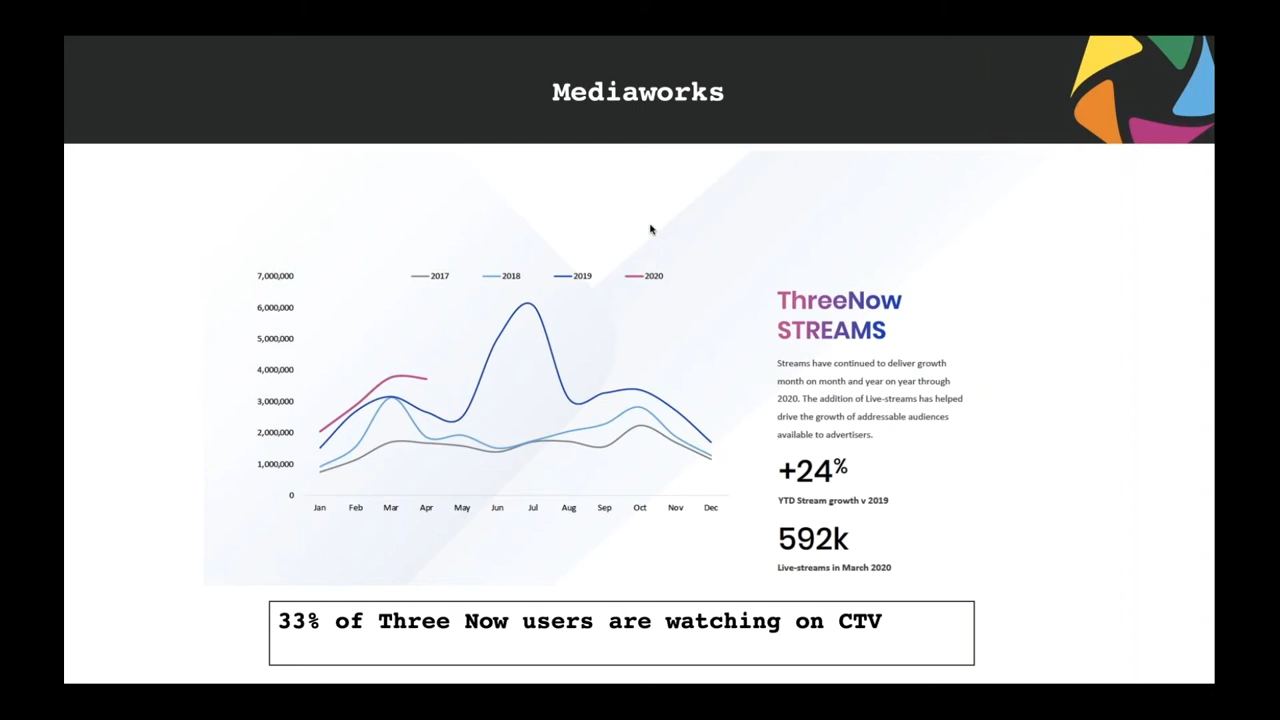 Mediaworks
7,000,000
2017 2018 2019 2020
6,000,000
5,000,000
4,000,000
3,000,000
2,000,000
1,000,000
0
Jan Feb Mar Apr May Jun Jul Aug Sep Oct Nov Dec
ThreeNow
STREAMS
Streams have continued to deliver growth
month on month and year on year through
2020. The addition of Live-streams has helped
drive the growth of addressable audiences
available to advertisers.
+24%
YTD Stream growth v 2019
592k
Live-streams in March 2020
33% of Three Now users are watching on CTV